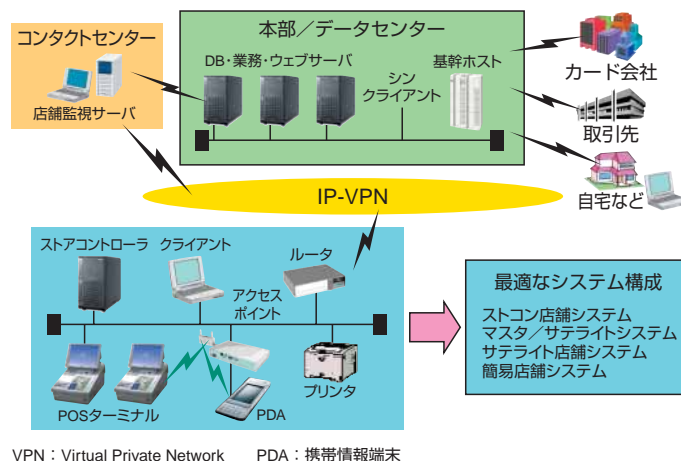 本部／データセンター
コンタクトセンター
店舗監視サーバ
DB・業務・ウェブサーバ
シン
クライアント
基幹ホスト
カード会社
取引先
自宅など
IP-VPN
ストアコントローラ
クライアント
ルータ
アクセス
ポイント
POSターミナル
PDA
プリンタ
最適なシステム構成
ストコン店舗システム
マスタ／サテライトシステム
サテライト店舗システム
簡易店舗システム
VPN：Virtual Private Network　PDA：携帯情報端末